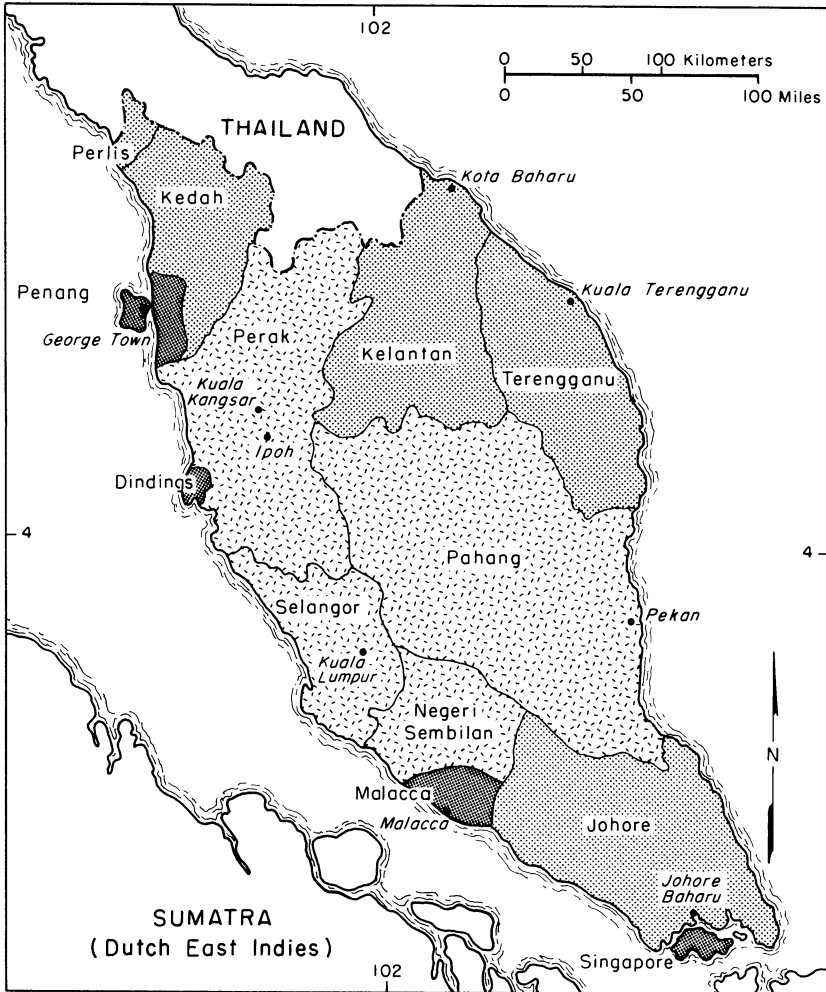 102
0 50 100 Kilometers
0 50 100 Miles
THAILAND
Perlis
Kota Baharu
Kedah
Penang
Kuala Terengganu
George Town
Perak
Kelantan
Terengganu
Kuala
Kangsar
Ipoh
Dindings
4
4
Pahang
Selangor
Pekan
Kuala
Lumpur
Negeri
Sembilan
N
Malacca
Malacca
Johore
Johore
Baharu
SUMATRA
(Dutch East Indies)
Singapore
102